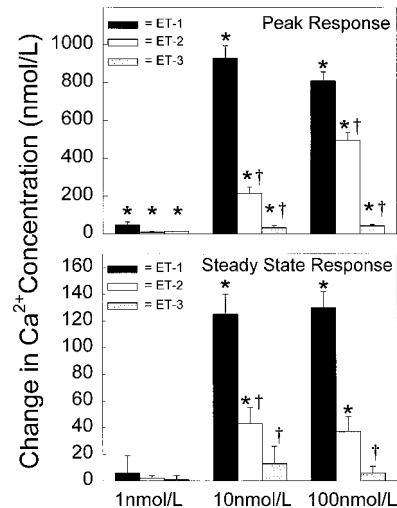 Change in Ca2+ Concentration (nmol/L)
Peak Response
= ET-1
= ET-2
= ET-3
1000
800
600
400
200
0
* * *
* *† *†
* *† *†
Steady State Response
= ET-1
= ET-2
= ET-3
160
140
120
100
80
60
40
20
0
* *† †
* * †
1nmol/L 10nmol/L 100nmol/L